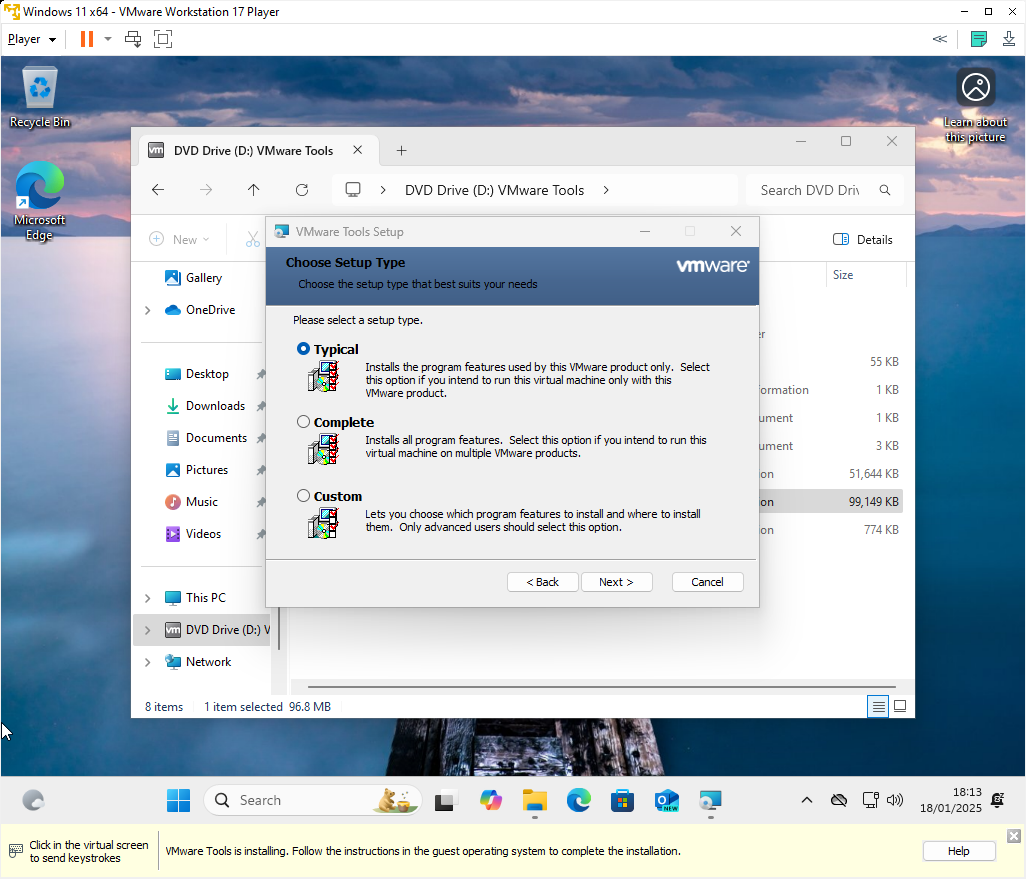 Windows 11 x64 - VMware Workstation 17 Player
Player
Recycle Bin
Learn about
this picture
Microsoft
Edge
vm DVD Drive (D:) VMware Tools
DVD Drive (D:) VMware Tools
Search DVD Driv
New
Details
Gallery
OneDrive
Desktop
Downloads
Documents
Pictures
Music
Videos
This PC
vm DVD Drive (D:) V
Network
Size
er
55 KB
formation 1 KB
ument 1 KB
ument 3 KB
on 51,644 KB
on 99,149 KB
on 774 KB
VMware Tools Setup
Choose Setup Type
vmware®
Choose the setup type that best suits your needs
Please select a setup type.
Typical
Installs the program features used by this VMware product only. Select
this option if you intend to run this virtual machine only with this
VMware product.
Complete
Installs all program features. Select this option if you intend to run this
virtual machine on multiple VMware products.
Custom
Lets you choose which program features to install and where to install
them. Only advanced users should select this option.
< Back
Next >
Cancel
8 items
1 item selected 96.8 MB
Search
NEW
18:13
18/01/2025
Click in the virtual screen
to send keystrokes
VMware Tools is installing. Follow the instructions in the guest operating system to complete the installation.
Help